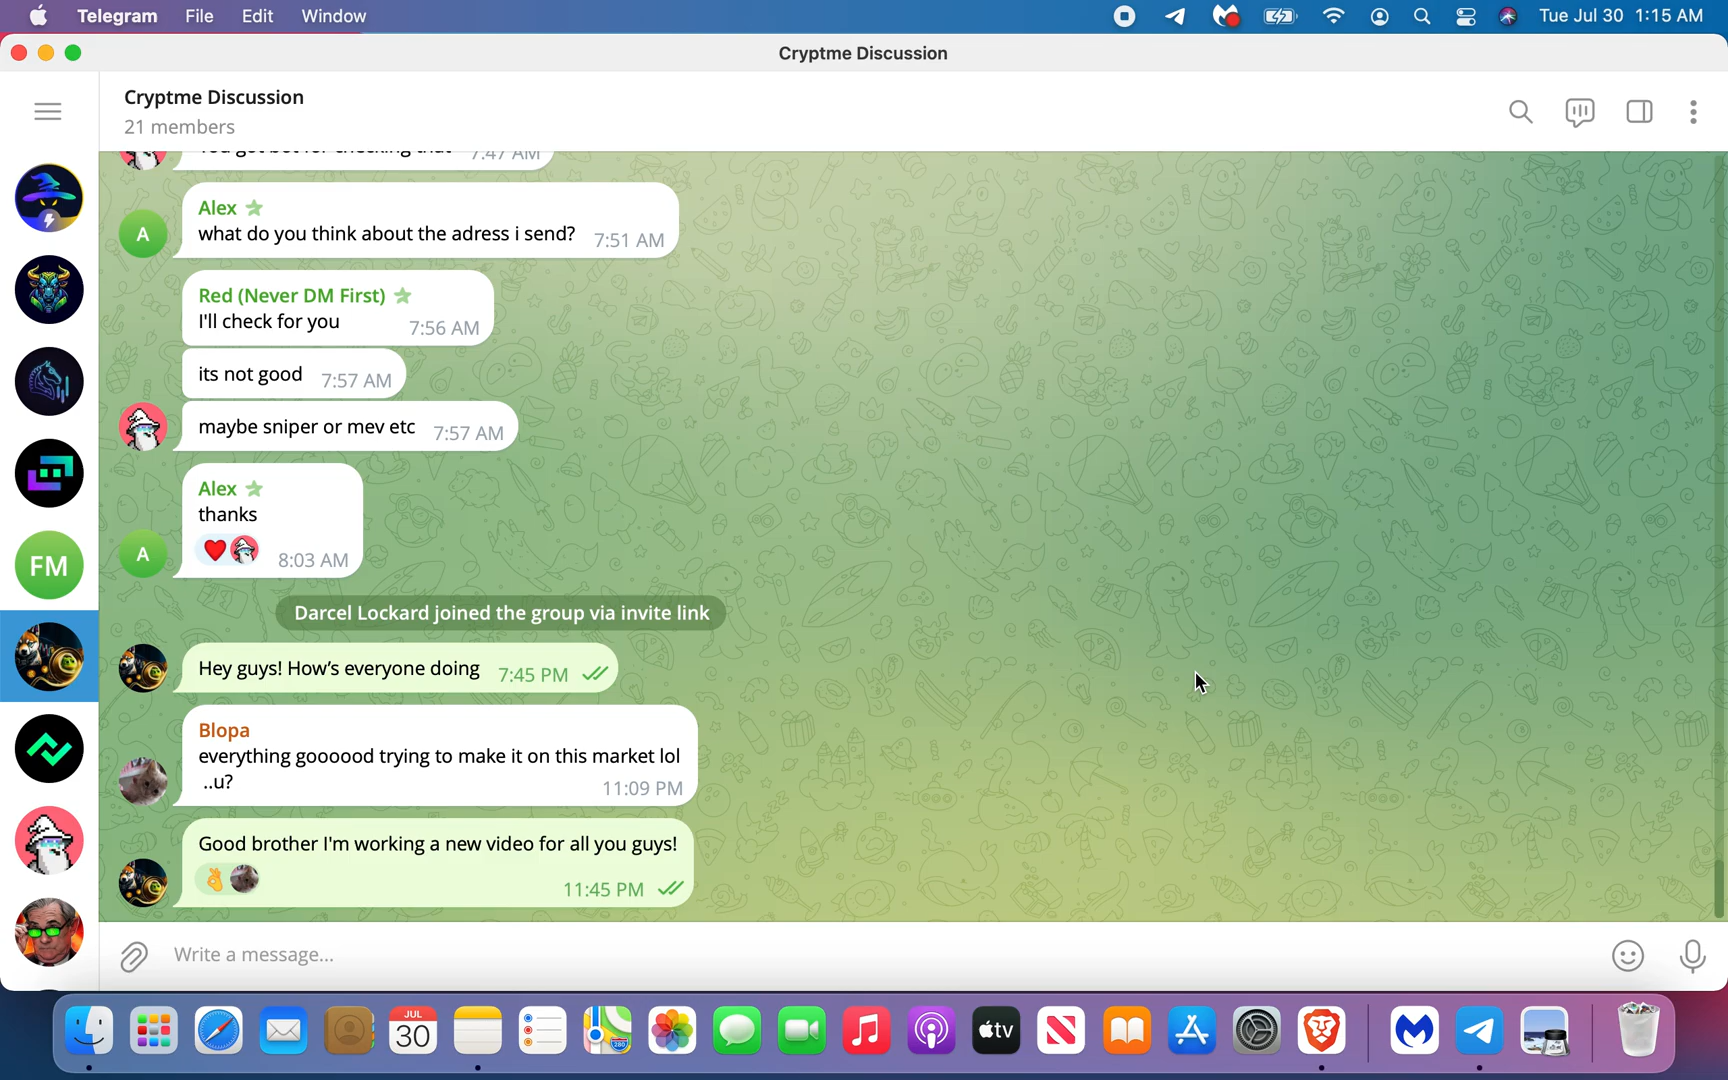 Telegram File Edit Window
Tue Jul 30 1:15 AM
Cryptme Discussion
Cryptme Discussion
21 members
7:47 AM
Alex
what do you think about the adress i send? 7:51 AM
Red (Never DM First)
I'll check for you 7:56 AM
its not good 7:57 AM
maybe sniper or mev etc 7:57 AM
A
Alex
thanks
8:03 AM
A
FM
Darcel Lockard joined the group via invite link
Hey guys! How's everyone doing 7:45 PM
Blopa
everything goooood trying to make it on this market lol
..u? 11:09 PM
Good brother I'm working a new video for all you guys!
11:45 PM
Write a message...
JUL
30
280
tv